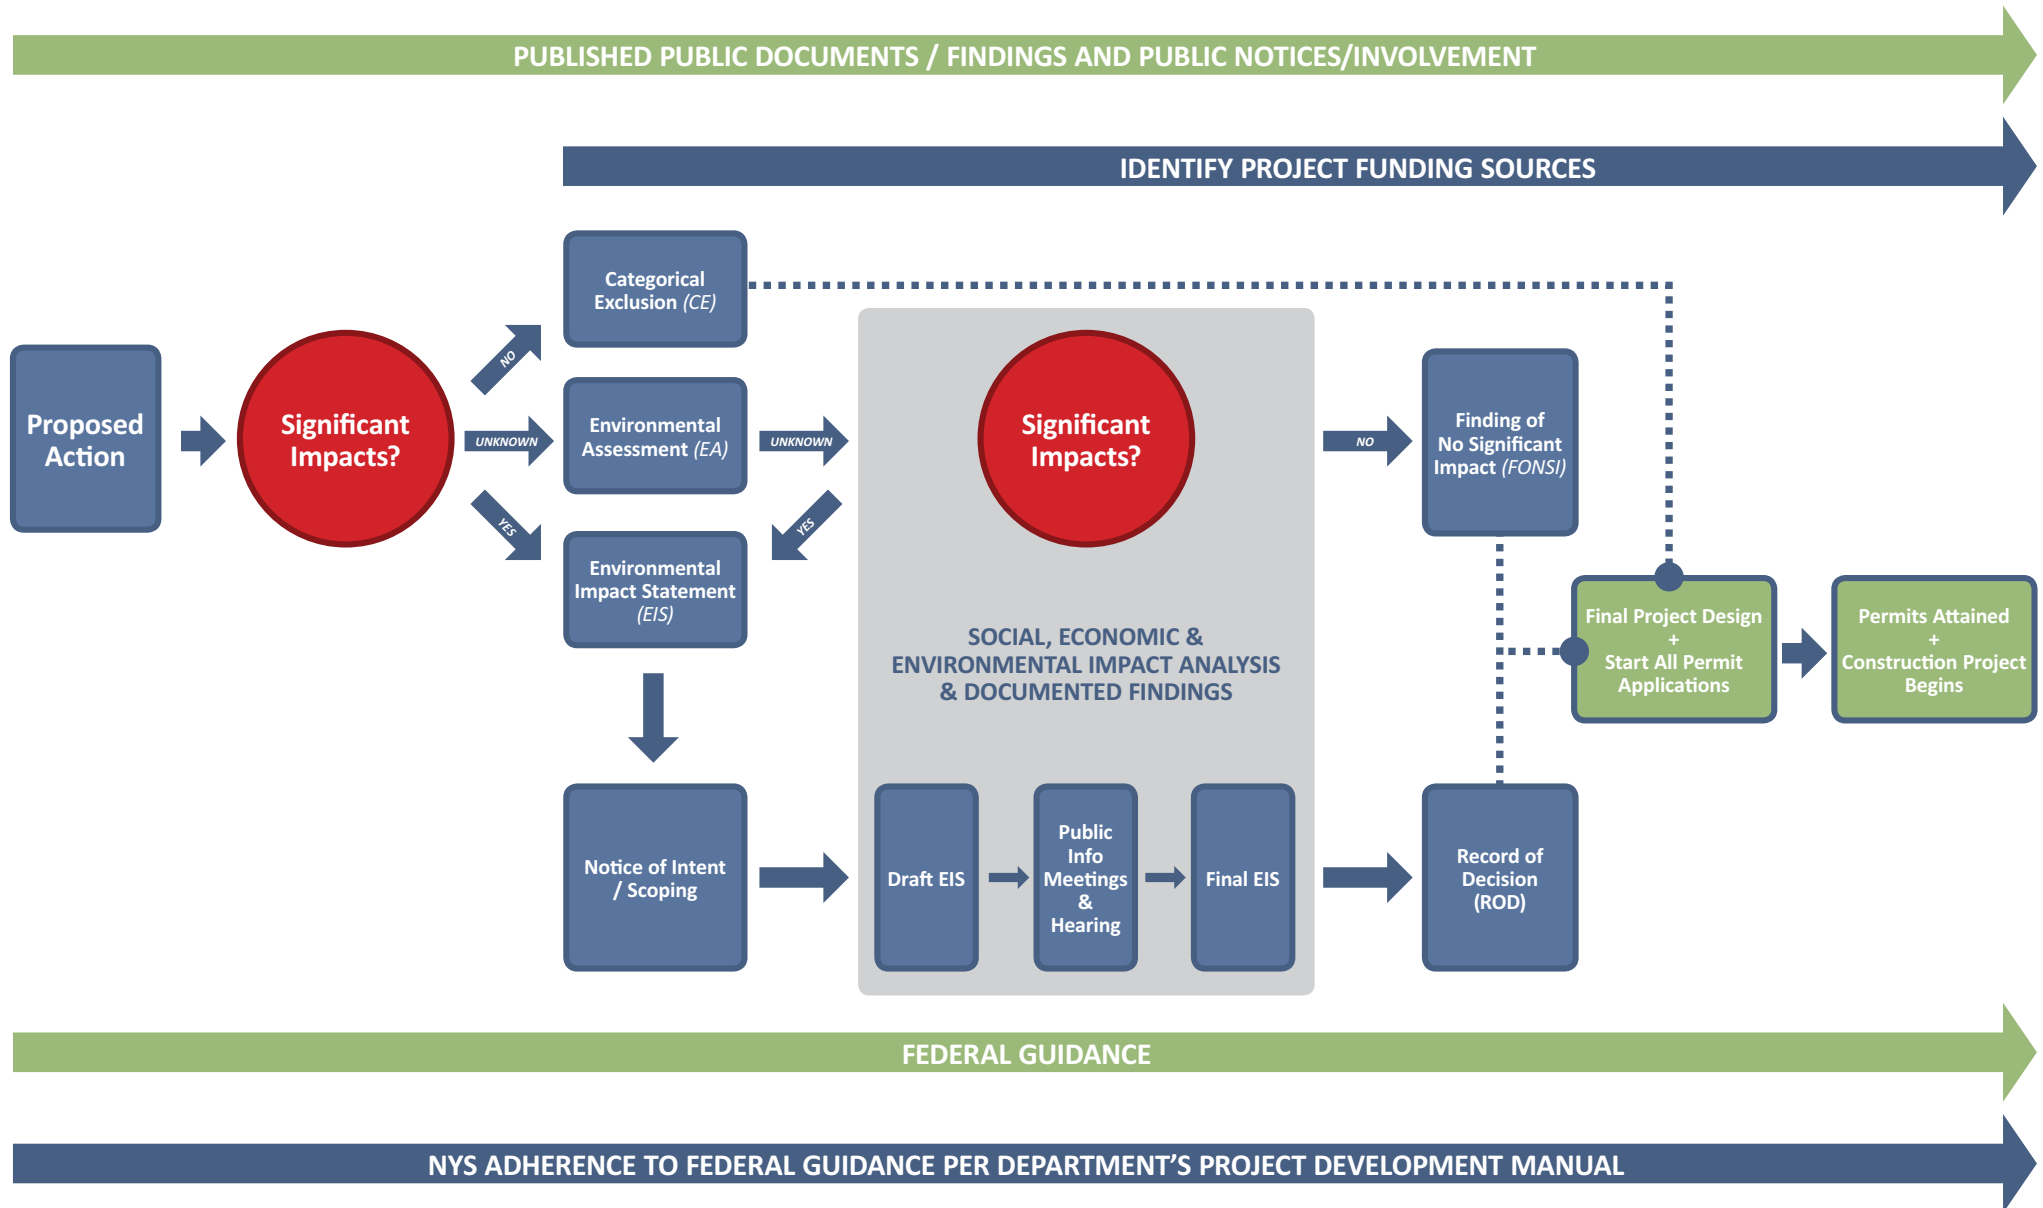 PUBLISHED PUBLIC DOCUMENTS / FINDINGS AND PUBLIC NOTICES/INVOLVEMENT
IDENTIFY PROJECT FUNDING SOURCES
Proposed
Action
Significant
Impacts?
NO
UNKNOWN
YES
Categorical
Exclusion (CE)
Environmental
Assessment (EA)
Environmental
Impact Statement
(EIS)
UNKNOWN
YES
Significant
Impacts?
SOCIAL, ECONOMIC &
ENVIRONMENTAL IMPACT ANALYSIS
& DOCUMENTED FINDINGS
NO
Finding of
No Significant
Impact (FONSI)
Final Project Design
+
Start All Permit
Applications
Permits Attained
+
Construction Project
Begins
Notice of Intent
/ Scoping
Draft EIS
Public
Info
Meetings
&
Hearing
Final EIS
Record of
Decision
(ROD)
FEDERAL GUIDANCE
NYS ADHERENCE TO FEDERAL GUIDANCE PER DEPARTMENT'S PROJECT DEVELOPMENT MANUAL